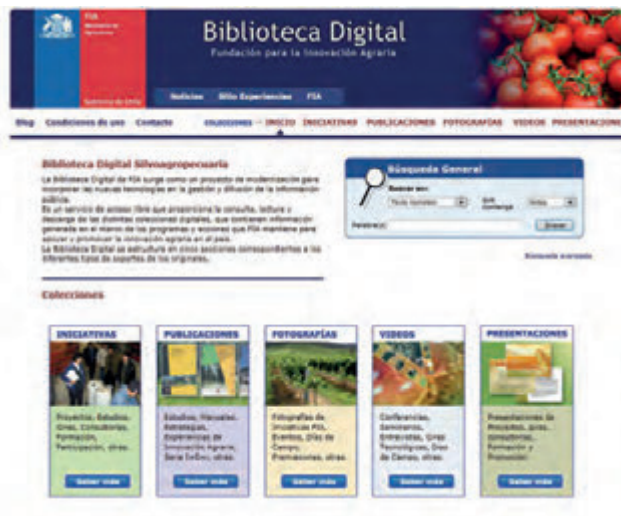 FIA
Ministerio de
Agricultura
Gobierno de Chile
Biblioteca Digital
Fundación para la Innovación Agraria
Noticias Sitio Experiencias FIA
Blog Condiciones de uso Contacto COLECCIONES INICIO INICIATIVAS PUBLICACIONES FOTOGRAFÍAS VIDEOS PRESENTACIONE
Biblioteca Digital Silvoagropecuaria
La Biblioteca Digital de FIA surge como un proyecto de modernización para
incorporar las nuevas tecnologías en la gestión y difusión de la información
pública.
Es un servicio de acceso libre que proporciona la consulta, lectura y
descarga de las distintas colecciones digitales, que contienen información
generada en el marco de los programas y acciones que FIA mantiene para
apoyar y promover la innovación agraria en el país.
La Biblioteca Digital se estructura en cinco secciones correspondientes a los
diferentes tipos de soportes de los originales.
Búsqueda General
Buscar en:
Palabra(s)
Búsqueda avanzada
Colecciones
INICIATIVAS
Proyectos, Estudios,
Giras, Consultorías,
Formación,
Participación, otras.
Saber más
PUBLICACIONES
Estudios, Manuales,
Estrategias,
Experiencias de
Innovación Agraria,
otras.
Saber más
FOTOGRAFÍAS
Fotografías de
Iniciativas FIA,
Eventos, Días de
Campo,
Premiaciones, otras.
Saber más
VIDEOS
Conferencias,
Seminarios,
Entrevistas, Giras
Tecnológicas, Días
de Campo, otras.
Saber más
PRESENTACIONES
Presentaciones de
Proyectos, Giras,
Consultorías,
Formación y
Promoción
Saber más